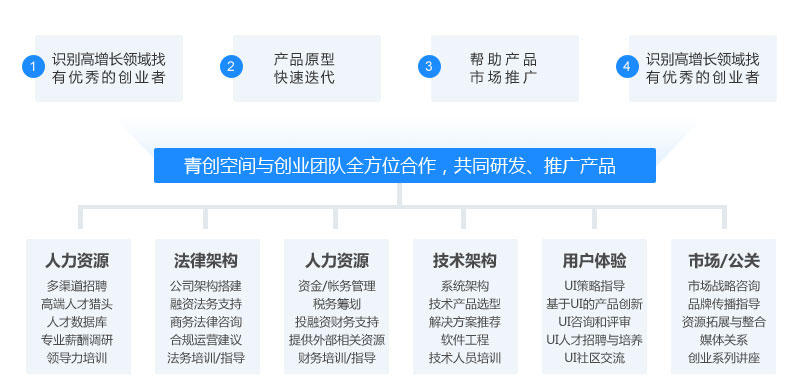 1 识别高增长领域找
有优秀的创业者
2 产品原型
快速迭代
3 帮助产品
市场推广
4 识别高增长领域找
有优秀的创业者
青创空间与创业团队全方位合作，共同研发、推广产品
人力资源
多渠道招聘
高端人才猎头
人才数据库
专业薪酬调研
领导力培训
法律架构
公司架构搭建
融资法务支持
商务法律咨询
合规运营建议
法务培训/指导
人力资源
资金/帐务管理
税务筹划
投融资财务支持
提供外部相关资源
财务培训/指导
技术架构
系统架构
技术产品选型
解决方案推荐
软件工程
技术人员培训
用户体验
UI策略指导
基于UI的产品创新
UI咨询和评审
UI人才招聘与培养
UI社区交流
市场/公关
市场战略咨询
品牌传播指导
资源拓展与整合
媒体关系
创业系列讲座